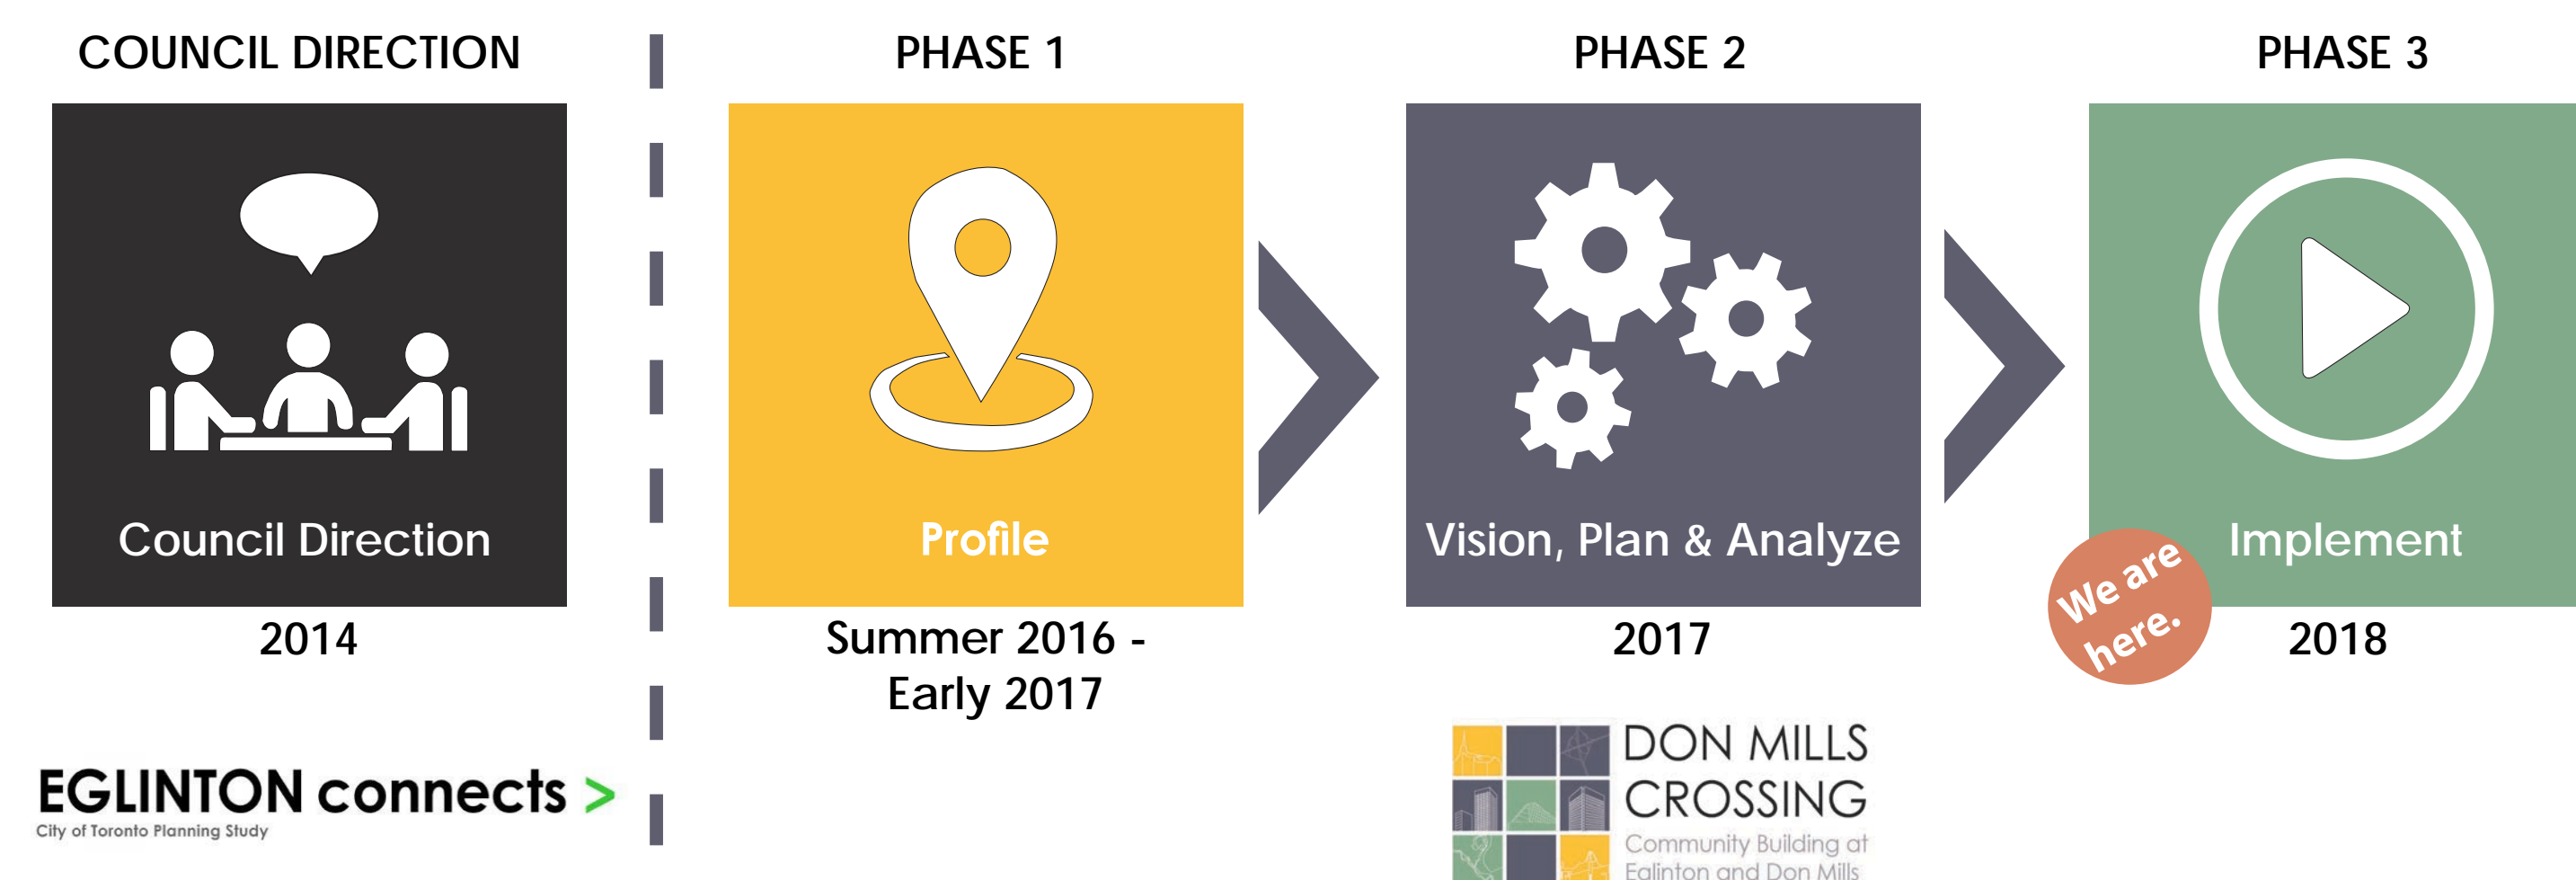 COUNCIL DIRECTION
Council Direction
2014
EGLINTON connects >
City of Toronto Planning Study
PHASE 1
Profile
Summer 2016 -
Early 2017
PHASE 2
Vision, Plan & Analyze
2017
DON MILLS
CROSSING
Community Building at
Eglinton and Don Mills
PHASE 3
Implement
We are
here.
2018